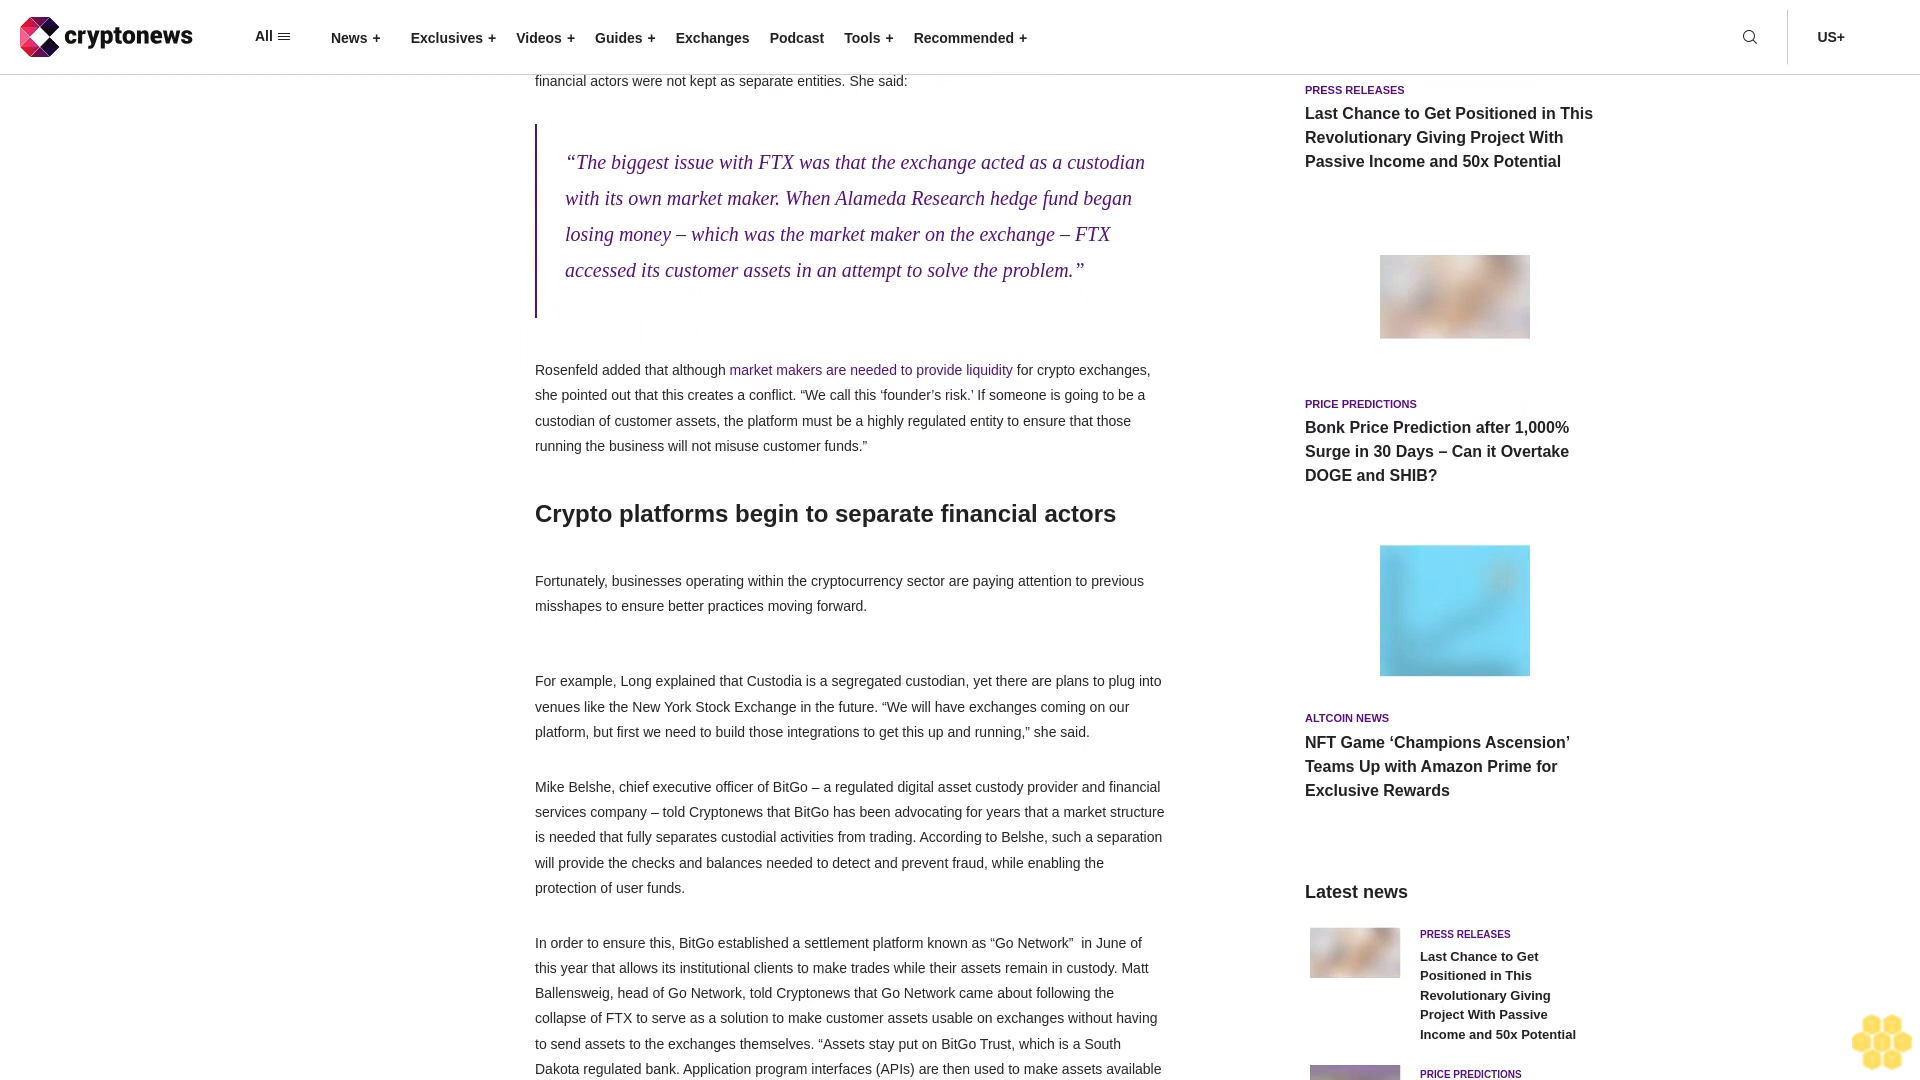 cryptonews
All
News +
Exclusives +
Videos +
Guides +
Exchanges
Podcast
Tools +
Recommended +
US+
financial actors were not kept as separate entities. She said:
“The biggest issue with FTX was that the exchange acted as a custodian
with its own market maker. When Alameda Research hedge fund began
losing money – which was the market maker on the exchange – FTX
accessed its customer assets in an attempt to solve the problem.”
Rosenfeld added that although market makers are needed to provide liquidity for crypto exchanges,
she pointed out that this creates a conflict. “We call this ‘founder’s risk.’ If someone is going to be a
custodian of customer assets, the platform must be a highly regulated entity to ensure that those
running the business will not misuse customer funds.”
Crypto platforms begin to separate financial actors
Fortunately, businesses operating within the cryptocurrency sector are paying attention to previous
misshapes to ensure better practices moving forward.
For example, Long explained that Custodia is a segregated custodian, yet there are plans to plug into
venues like the New York Stock Exchange in the future. “We will have exchanges coming on our
platform, but first we need to build those integrations to get this up and running,” she said.
Mike Belshe, chief executive officer of BitGo – a regulated digital asset custody provider and financial
services company – told Cryptonews that BitGo has been advocating for years that a market structure
is needed that fully separates custodial activities from trading. According to Belshe, such a separation
will provide the checks and balances needed to detect and prevent fraud, while enabling the
protection of user funds.
In order to ensure this, BitGo established a settlement platform known as “Go Network”  in June of
this year that allows its institutional clients to make trades while their assets remain in custody. Matt
Ballensweig, head of Go Network, told Cryptonews that Go Network came about following the
collapse of FTX to serve as a solution to make customer assets usable on exchanges without having
to send assets to the exchanges themselves. “Assets stay put on BitGo Trust, which is a South
Dakota regulated bank. Application program interfaces (APIs) are then used to make assets available
PRESS RELEASES
Last Chance to Get Positioned in This
Revolutionary Giving Project With
Passive Income and 50x Potential
PRICE PREDICTIONS
Bonk Price Prediction after 1,000%
Surge in 30 Days – Can it Overtake
DOGE and SHIB?
ALTCOIN NEWS
NFT Game ‘Champions Ascension’
Teams Up with Amazon Prime for
Exclusive Rewards
Latest news
PRESS RELEASES
Last Chance to Get
Positioned in This
Revolutionary Giving
Project With Passive
Income and 50x Potential
PRICE PREDICTIONS